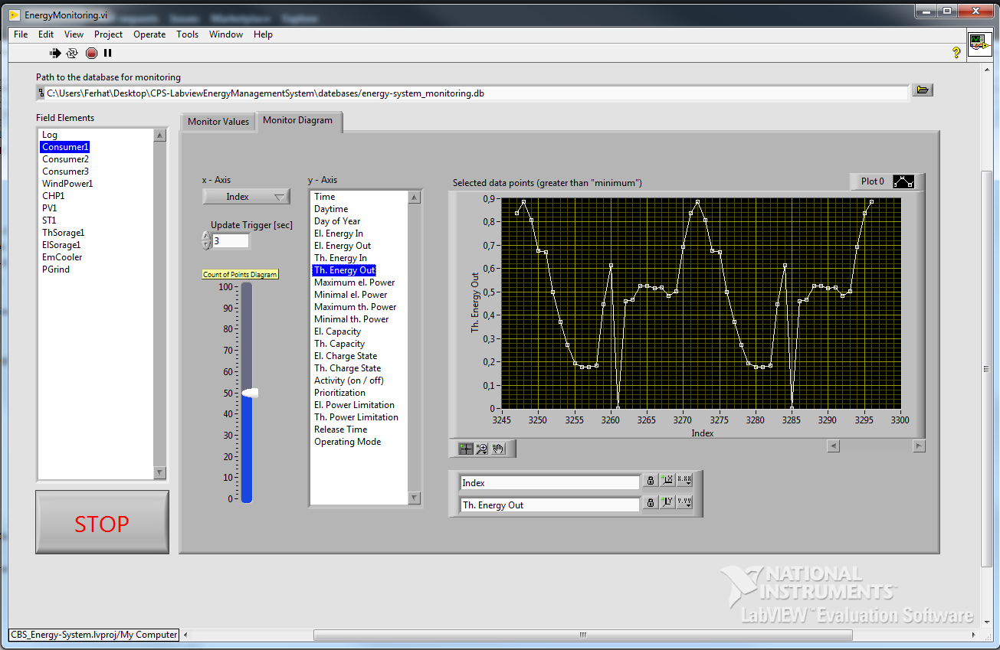 EnergyMonitoring.vi
File Edit View Project Operate Tools Window Help
Path to the database for monitoring
C:\Users\Ferhat\Desktop\CPS-LabviewEnergyManagementSystem\datebases/energy-system_monitoring.db
Field Elements
Log
Consumer1
Consumer2
Consumer3
WindPower1
CHP1
PV1
ST1
ThSorage1
ElSorage1
EmCooler
PGrind
STOP
Monitor Values
Monitor Diagram
x - Axis
Index
Update Trigger [sec]
3
Count of Points Diagram
100
90
80
70
60
50
40
30
20
10
0
y - Axis
Time
Daytime
Day of Year
El. Energy In
El. Energy Out
Th. Energy In
Th. Energy Out
Maximum el. Power
Minimal el. Power
Maximum th. Power
Minimal th. Power
El. Capacity
Th. Capacity
El. Charge State
Th. Charge State
Activity (on / off)
Prioritization
El. Power Limitation
Th. Power Limitation
Release Time
Operating Mode
Selected data points (greater than "minimum")
Plot 0
Th. Energy Out
0,9
0,8
0,7
0,6
0,5
0,4
0,3
0,2
0,1
0
3245 3250 3255 3260 3265 3270 3275 3280 3285 3290 3295 3300
Index
Index
X X.XX
Th. Energy Out
Y Y.YY
NATIONAL
INSTRUMENTS™
LabVIEW™ Evaluation Software
CBS_Energy-System.lvproj/My Computer